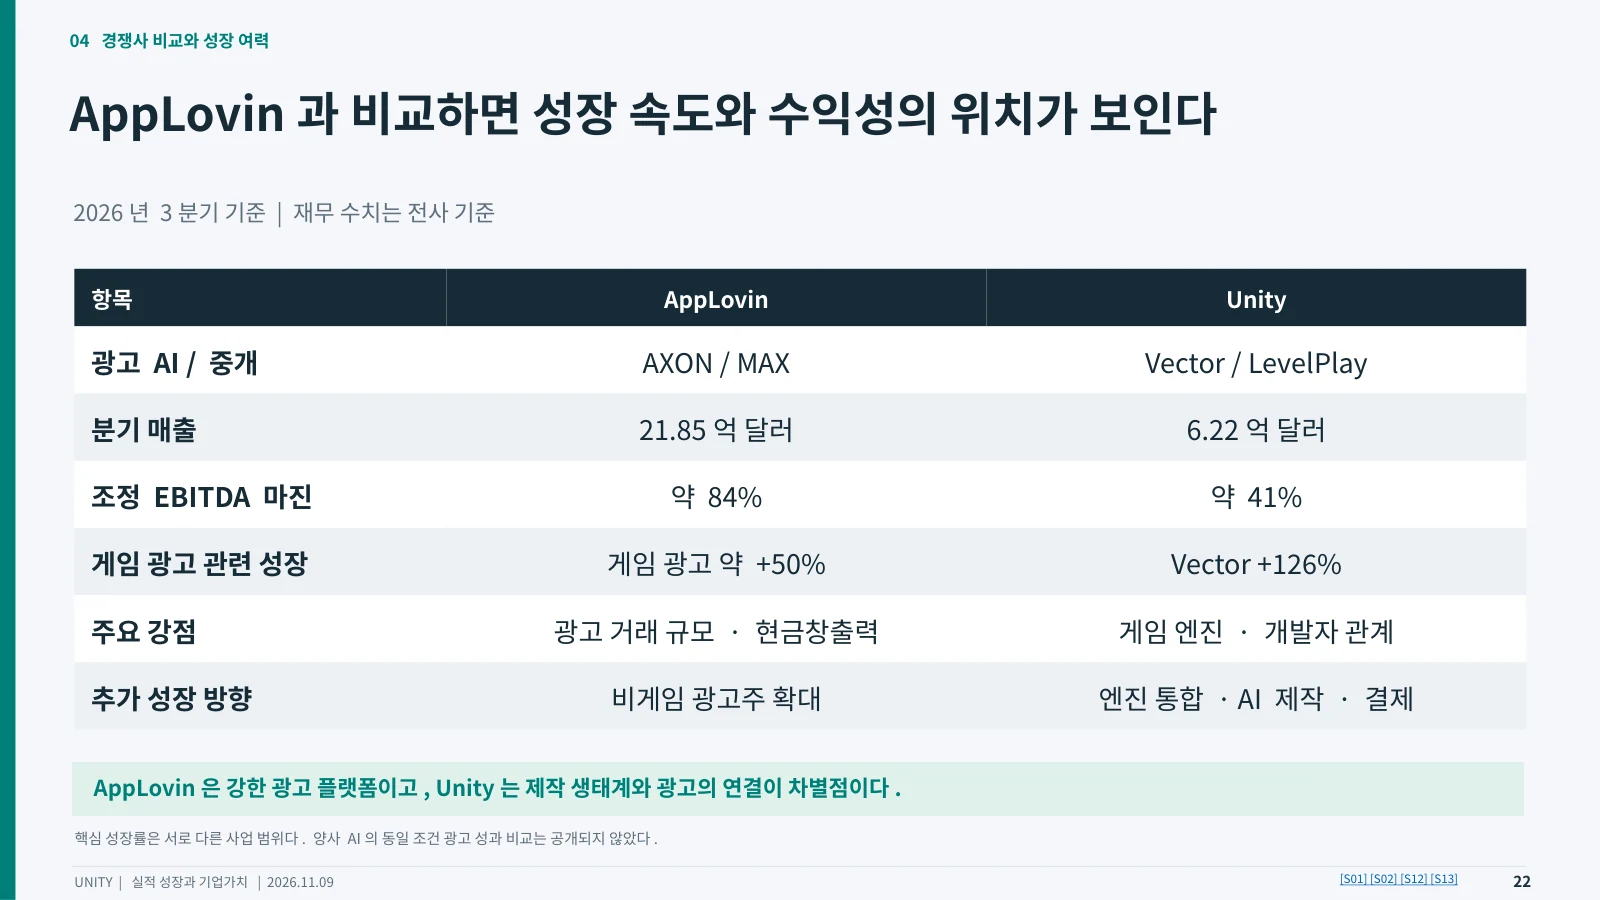 04 경쟁사 비교와 성장 여력
AppLovin 과 비교하면 성장 속도와 수익성의 위치가 보인다
2026 년 3 분기 기준 | 재무 수치는 전사 기준
항목 AppLovin Unity
광고 AI / 중개 AXON / MAX Vector / LevelPlay
분기 매출 21.85 억 달러 6.22 억 달러
조정 EBITDA 마진 약 84% 약 41%
게임 광고 관련 성장 게임 광고 약 +50% Vector +126%
주요 강점 광고 거래 규모 · 현금창출력 게임 엔진 · 개발자 관계
추가 성장 방향 비게임 광고주 확대 엔진 통합 · AI 제작 · 결제
AppLovin 은 강한 광고 플랫폼이고 , Unity 는 제작 생태계와 광고의 연결이 차별점이다 .
핵심 성장률은 서로 다른 사업 범위다 . 양사 AI 의 동일 조건 광고 성과 비교는 공개되지 않았다 .
UNITY | 실적 성장과 기업가치 | 2026.11.09 [S01] [S02] [S12] [S13] 22